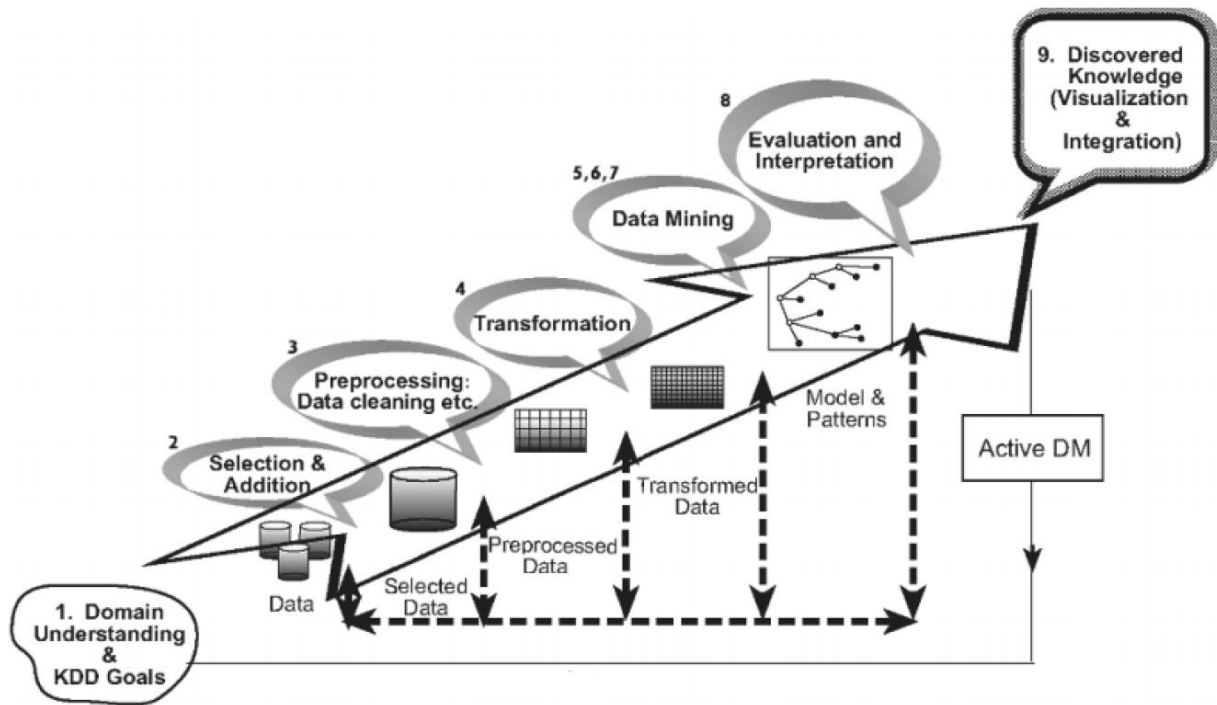 9. Discovered
Knowledge
(Visualization
&
Integration)
8
Evaluation and
Interpretation
5, 6, 7
Data Mining
4
Transformation
3
Preprocessing:
Data cleaning etc.
2
Selection &
Addition
Model &
Patterns
Active DM
Transformed
Data
Preprocessed
Data
Selected
Data
Data
1. Domain
Understanding
&
KDD Goals